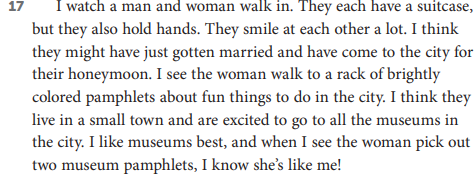 17 I watch a man and woman walk in. They each have a suitcase,
but they also hold hands. They smile at each other a lot. I think
they might have just gotten married and have come to the city for
their honeymoon. I see the woman walk to a rack of brightly
colored pamphlets about fun things to do in the city. I think they
live in a small town and are excited to go to all the museums in
the city. I like museums best, and when I see the woman pick out
two museum pamphlets, I know she’s like me!